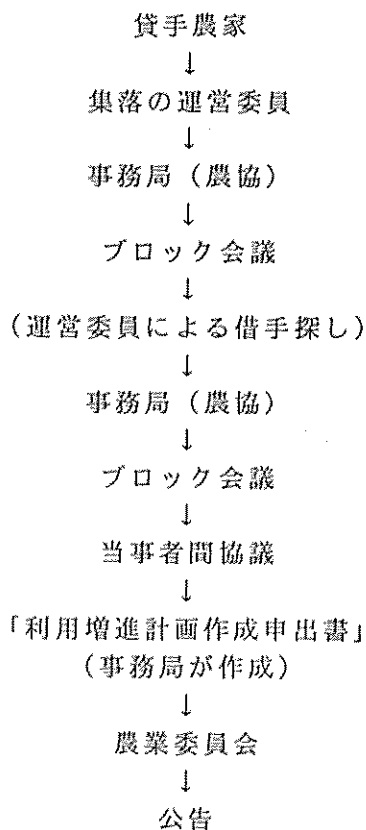 貸手農家
↓
集落の運営委員
↓
事務局（農協）
↓
ブロック会議
↓
（運営委員による借手探し）
↓
事務局（農協）
↓
ブロック会議
↓
当事者間協議
↓
「利用増進計画作成申出書」
（事務局が作成）
↓
農業委員会
↓
公告